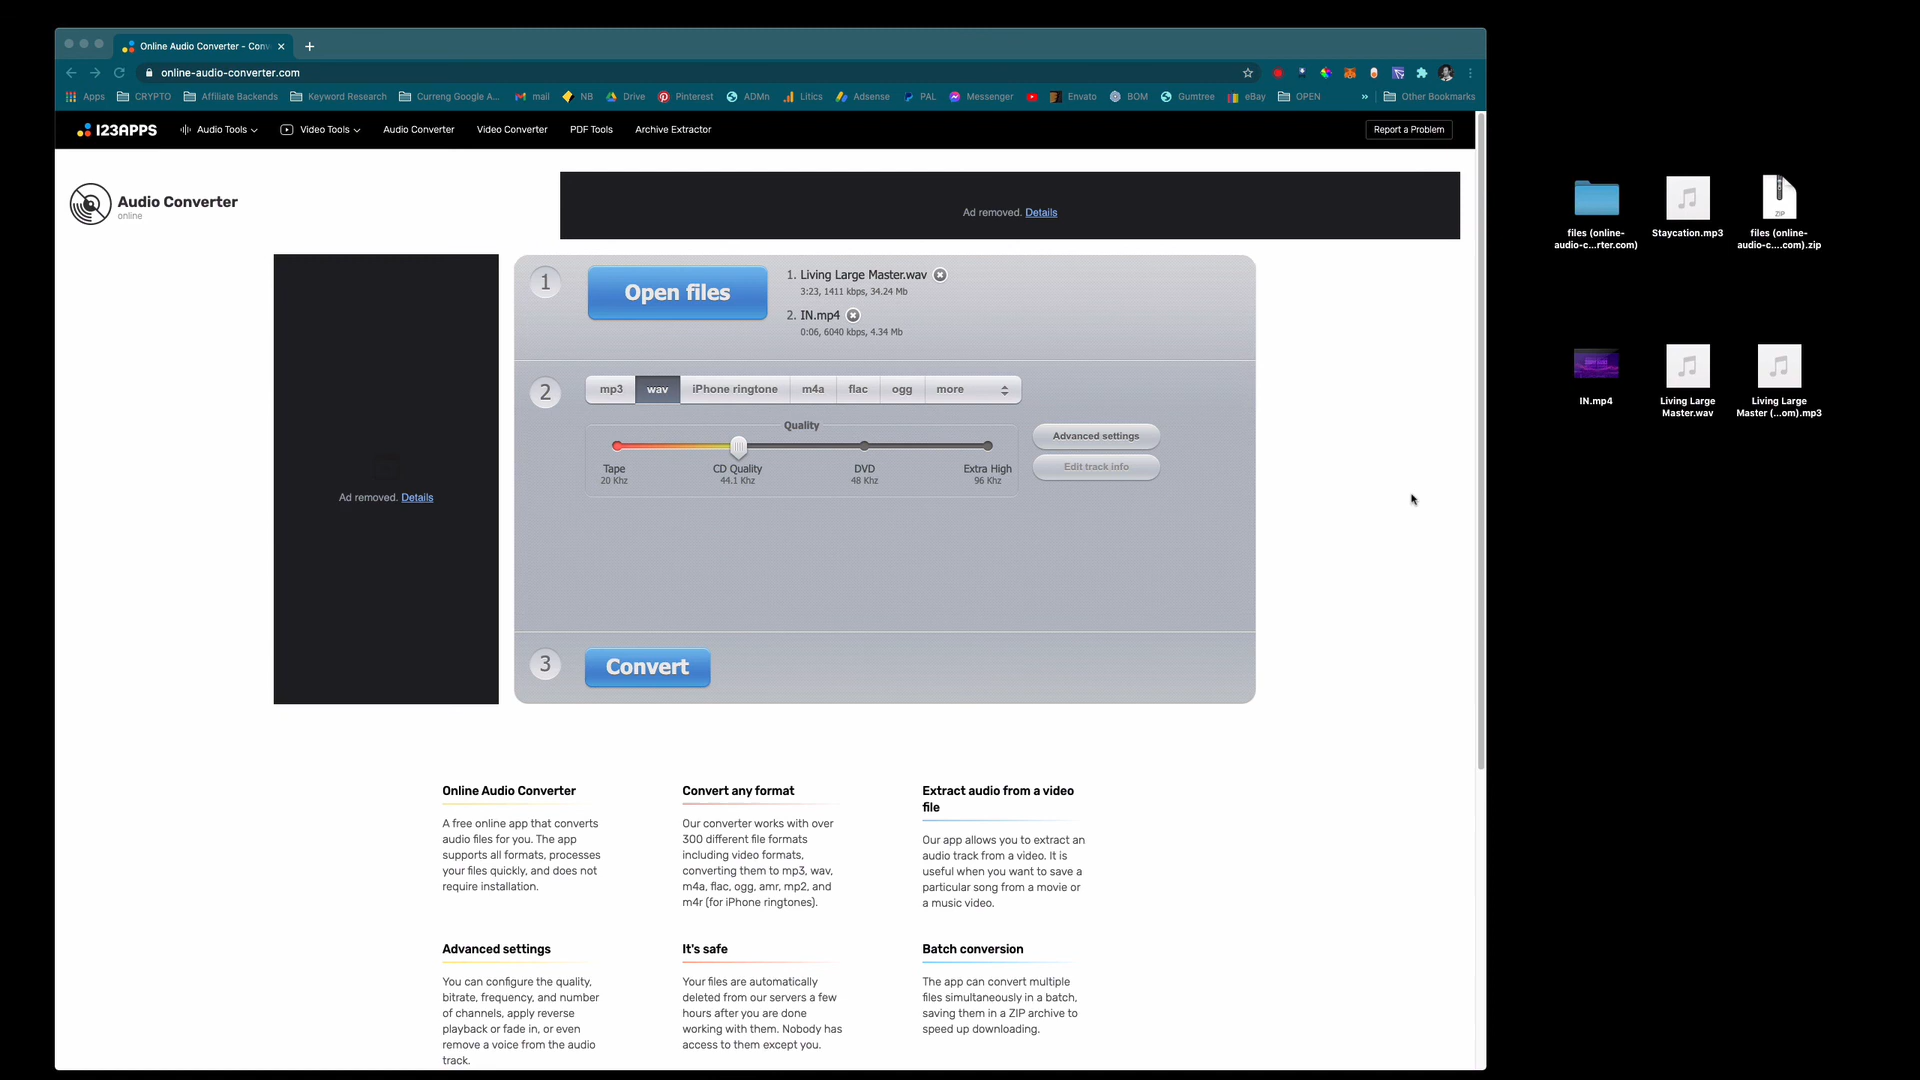 Online Audio Converter - Conv
online-audio-converter.com
Apps CRYPTO Affiliate Backends Keyword Research Curreng Google A... mail NB Drive Pinterest ADMn Litics Adsense PAL Messenger Envato BOM Gumtree eBay OPEN » Other Bookmarks
123APPS Audio Tools Video Tools Audio Converter Video Converter PDF Tools Archive Extractor Report a Problem
Audio Converter
online
Ad removed. Details
Ad removed. Details
1
Open files
1. Living Large Master.wav
3:23, 1411 kbps, 34.24 Mb
2. IN.mp4
0:06, 6040 kbps, 4.34 Mb
2
mp3 wav iPhone ringtone m4a flac ogg more
Quality
Tape CD Quality DVD Extra High
20 Khz 44.1 Khz 48 Khz 96 Khz
Advanced settings
Edit track info
3
Convert
Online Audio Converter
A free online app that converts
audio files for you. The app
supports all formats, processes
your files quickly, and does not
require installation.
Convert any format
Our converter works with over
300 different file formats
including video formats,
converting them to mp3, wav,
m4a, flac, ogg, amr, mp2, and
m4r (for iPhone ringtones).
Extract audio from a video
file
Our app allows you to extract an
audio track from a video. It is
useful when you want to save a
particular song from a movie or
a music video.
Advanced settings
You can configure the quality,
bitrate, frequency, and number
of channels, apply reverse
playback or fade in, or even
remove a voice from the audio
track.
It's safe
Your files are automatically
deleted from our servers a few
hours after you are done
working with them. Nobody has
access to them except you.
Batch conversion
The app can convert multiple
files simultaneously in a batch,
saving them in a ZIP archive to
speed up downloading.
files (online-
audio-c...rter.com)
Staycation.mp3
ZIP
files (online-
audio-c....com).zip
IN.mp4
Living Large
Master.wav
Living Large
Master (...om).mp3